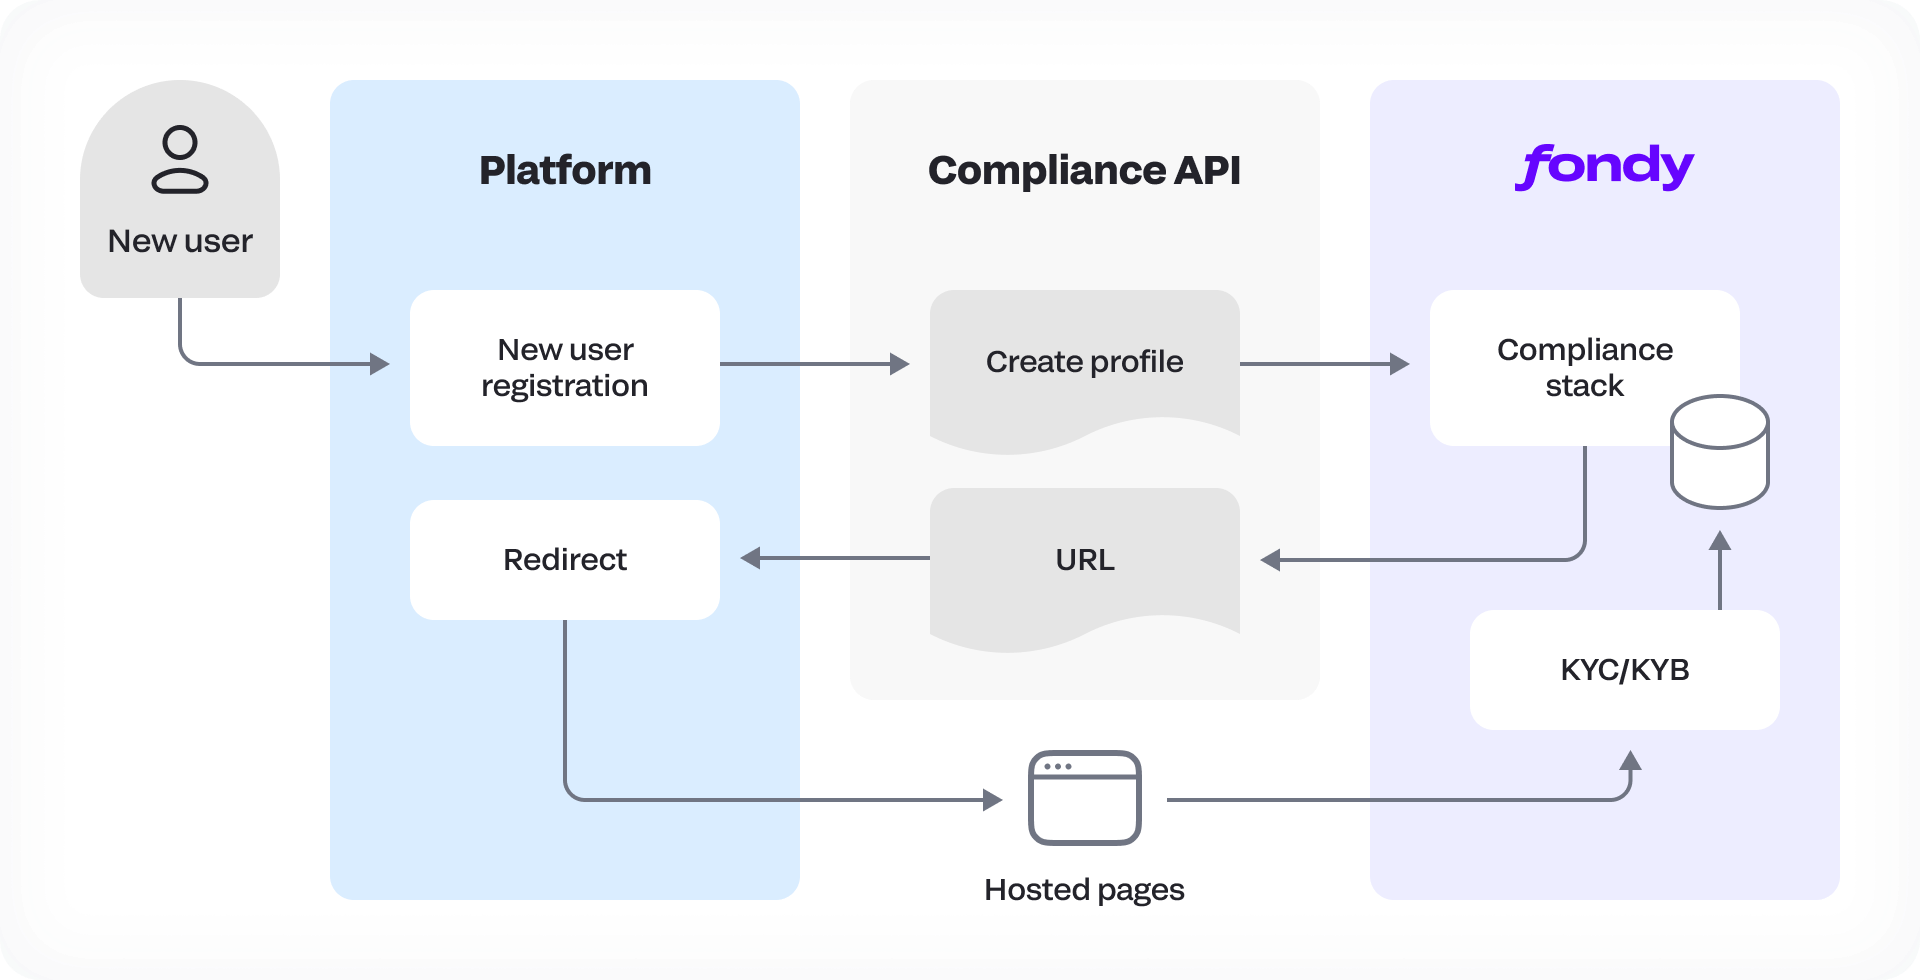 New user
Platform
Compliance API
fondy
New user
registration
Create profile
Compliance
stack
Redirect
URL
KYC/KYB
Hosted pages